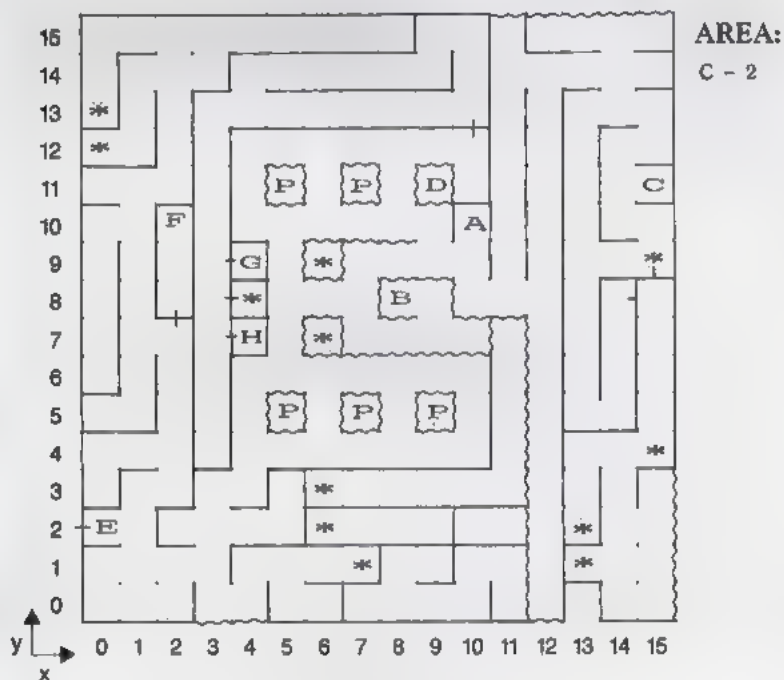 AREA:
C - 2
15
14
13 *
12 *
11 P P D C
10 F A
9 G * *
8 * B
7 H *
6
5 P P P
4 *
3 *
2 E * *
1 * *
0
y
x
0 1 2 3 4 5 6 7 8 9 10 11 12 13 14 15